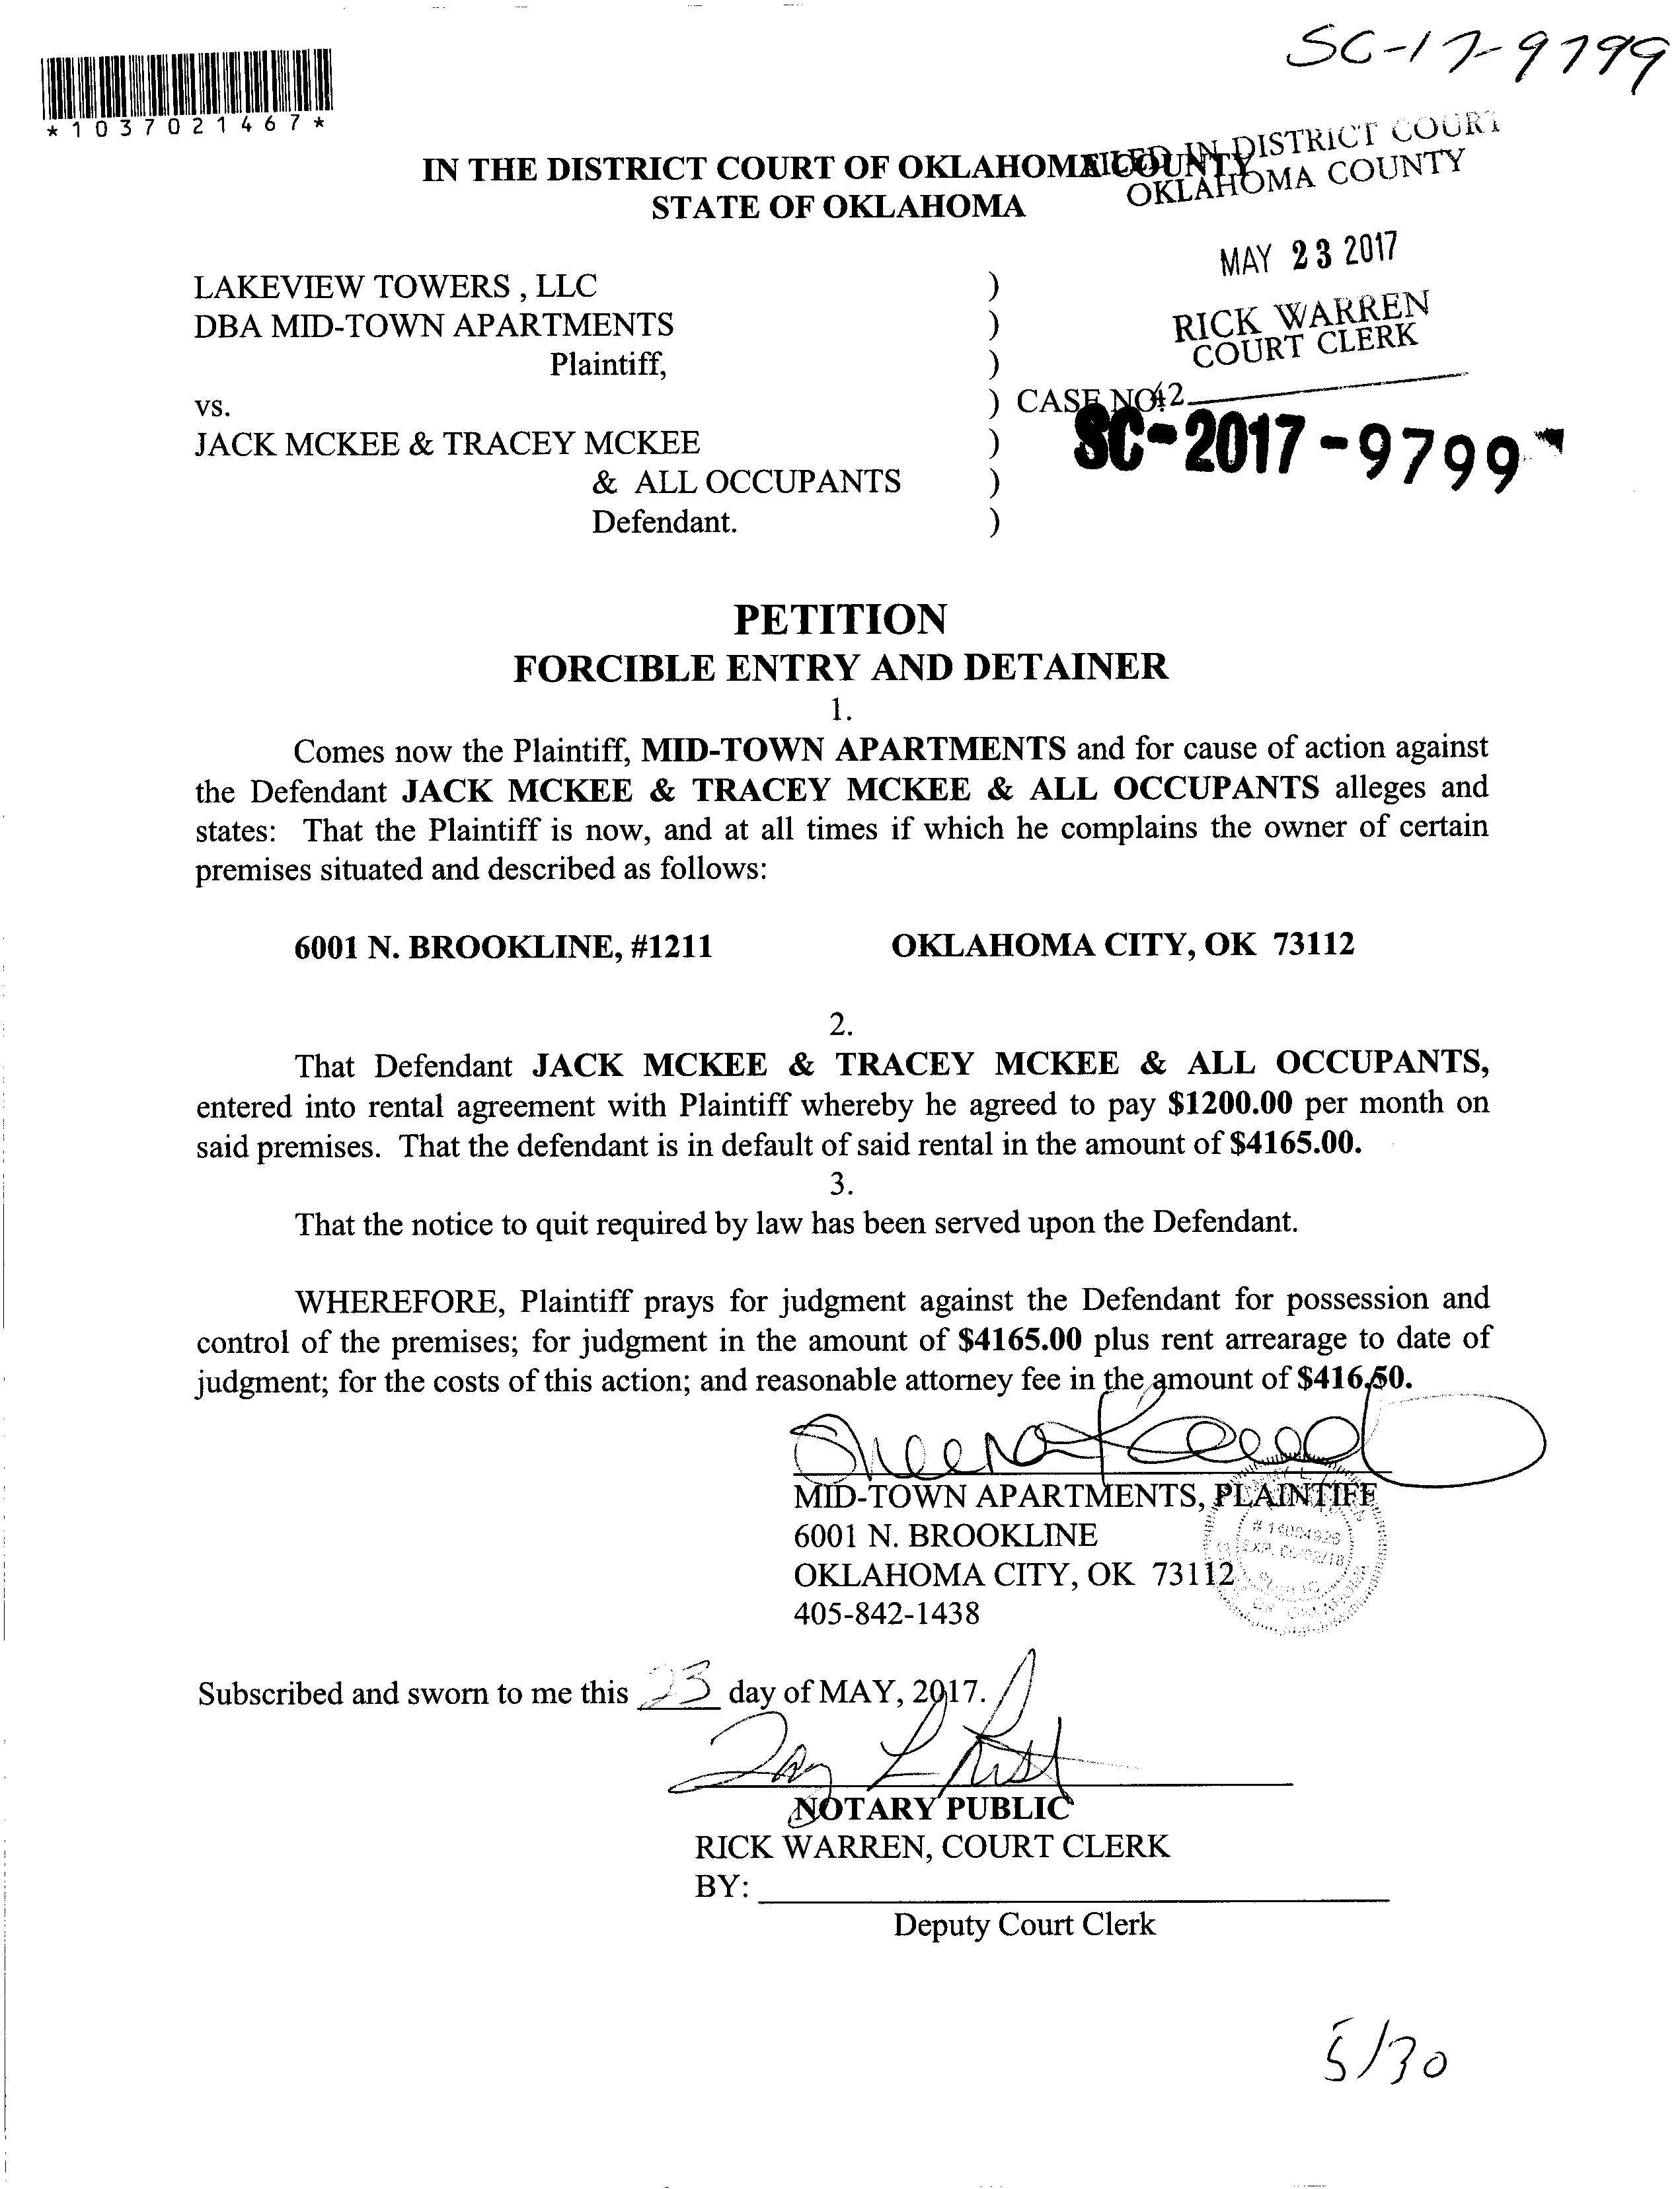 SC-17-9799
*1037021467*
IN THE DISTRICT COURT OF OKLAHOMA COUNTY
STATE OF OKLAHOMA
FILED IN DISTRICT COURT
OKLAHOMA COUNTY
MAY 23 2017
RICK WARREN
COURT CLERK
42
LAKEVIEW TOWERS , LLC )
DBA MID-TOWN APARTMENTS )
Plaintiff, )
vs. ) CASE NO.
SC-2017-9799
JACK MCKEE & TRACEY MCKEE )
& ALL OCCUPANTS )
Defendant. )
PETITION
FORCIBLE ENTRY AND DETAINER
1.
Comes now the Plaintiff, MID-TOWN APARTMENTS and for cause of action against
the Defendant JACK MCKEE & TRACEY MCKEE & ALL OCCUPANTS alleges and
states: That the Plaintiff is now, and at all times if which he complains the owner of certain
premises situated and described as follows:
6001 N. BROOKLINE, #1211 OKLAHOMA CITY, OK 73112
2.
That Defendant JACK MCKEE & TRACEY MCKEE & ALL OCCUPANTS,
entered into rental agreement with Plaintiff whereby he agreed to pay $1200.00 per month on
said premises. That the defendant is in default of said rental in the amount of $4165.00.
3.
That the notice to quit required by law has been served upon the Defendant.
WHEREFORE, Plaintiff prays for judgment against the Defendant for possession and
control of the premises; for judgment in the amount of $4165.00 plus rent arrearage to date of
judgment; for the costs of this action; and reasonable attorney fee in the amount of $416.50.
MID-TOWN APARTMENTS, PLAINTIFF
6001 N. BROOKLINE
OKLAHOMA CITY, OK 73112
405-842-1438
Subscribed and sworn to me this 23 day of MAY, 2017.
NOTARY PUBLIC
RICK WARREN, COURT CLERK
BY:
Deputy Court Clerk
5/30